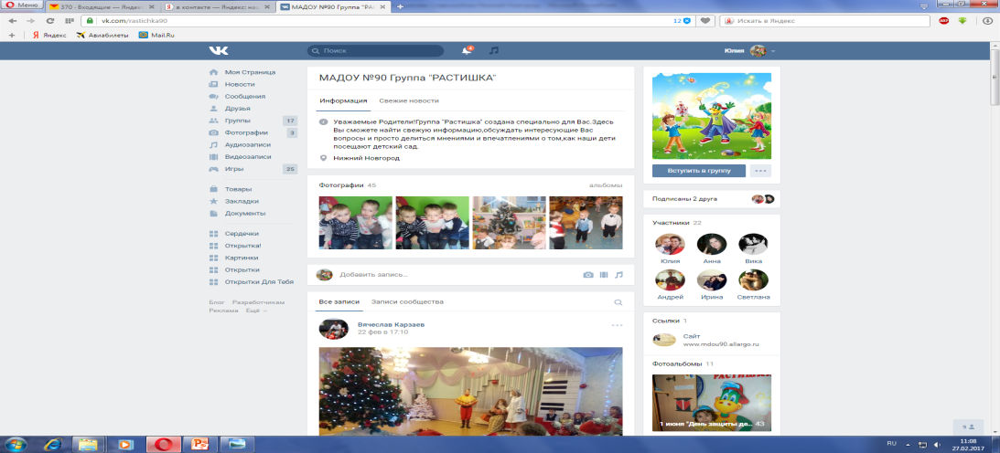 Меню
370 · Входящие — Яндекс
в контакте — Яндекс: на
МАДОУ №90 Группа "РАС
vk.com/rastichka90
12
Искать в Яндекс
Яндекс
Авиабилеты
Mail.Ru
Поиск
4
Юлия
Моя Страница
Новости
Сообщения
Друзья
Группы 17
Фотографии 3
Аудиозаписи
Видеозаписи
Игры 25
Товары
Закладки
Документы
Сердечки
Открытка!
Картинки
Открытки
Открытки Для Тебя
Блог Разработчикам
Реклама Ещё
МАДОУ №90 Группа "РАСТИШКА"
Информация Свежие новости
Уважаемые Родители!Группа "Растишка" создана специально для Вас.Здесь
Вы сможете найти свежую информацию,обсуждать интересующие Вас
вопросы и просто делиться мнениями и впечатлениями о том,как наши дети
посещают детский сад.
Нижний Новгород
Фотографии 45 альбомы
Добавить запись...
Все записи Записи сообщества
Вячеслав Карзаев
22 фев в 17:10
Вступить в группу
Подписаны 2 друга
Участники 22
Юлия Анна Вика
Андрей Ирина Светлана
Ссылки 1
Сайт
www.mdou90.allargo.ru
Фотоальбомы 11
РАСТИШКА
1 июня "День защиты де... 43
9
RU
11:08
27.02.2017